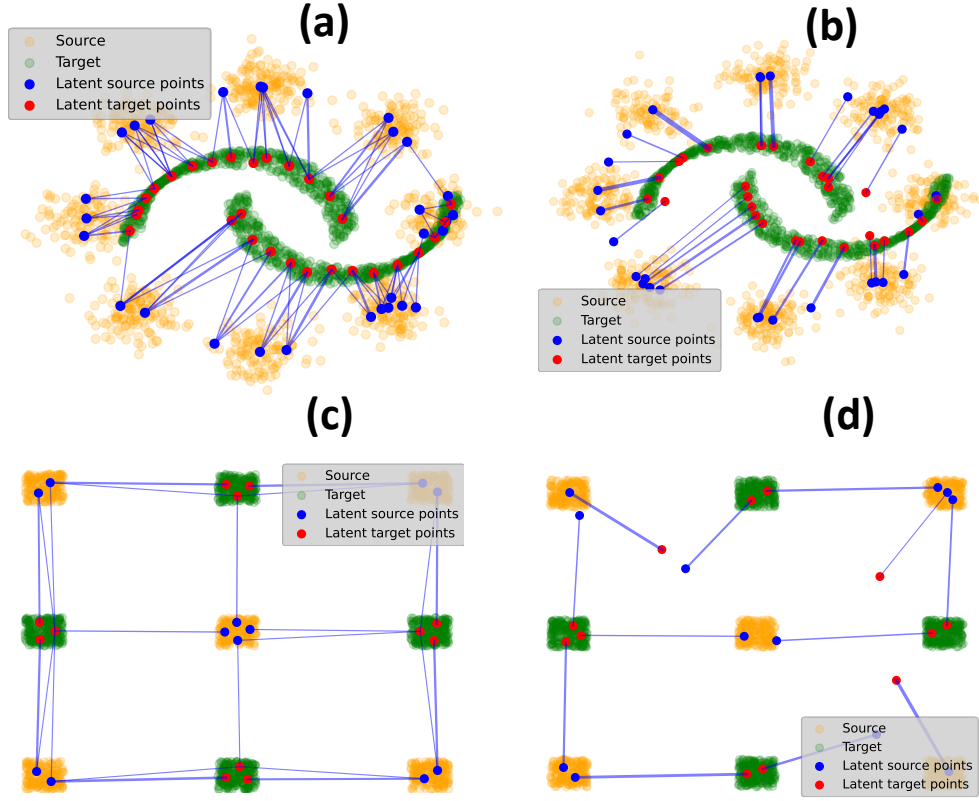 (a)
Source
Target
Latent source points
Latent target points
(b)
Source
Target
Latent source points
Latent target points
(c)
Source
Target
Latent source points
Latent target points
(d)
Source
Target
Latent source points
Latent target points